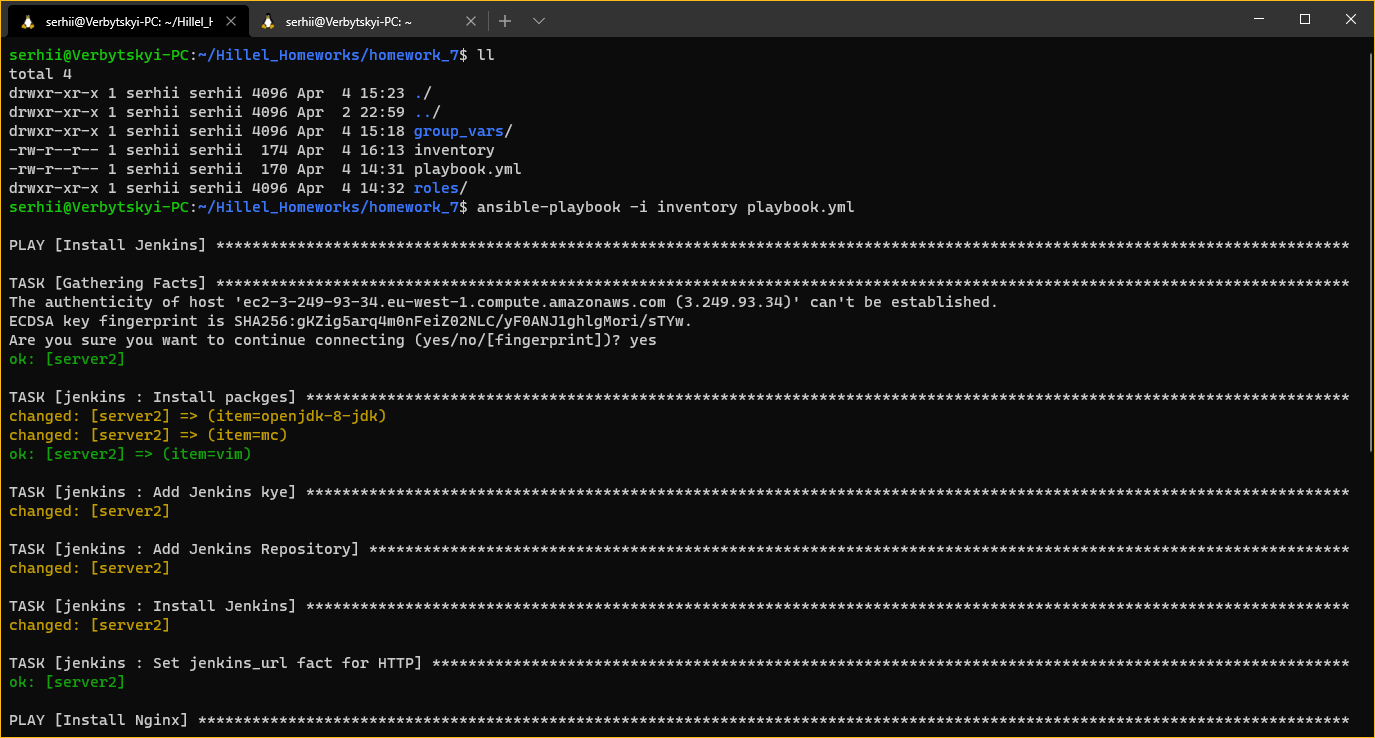 serhii@Verbytskyi-PC: ~/Hillel_H
serhii@Verbytskyi-PC: ~
serhii@Verbytskyi-PC:~/Hillel_Homeworks/homework_7$ ll
total 4
drwxr-xr-x 1 serhii serhii 4096 Apr  4 15:23 ./
drwxr-xr-x 1 serhii serhii 4096 Apr  2 22:59 ../
drwxr-xr-x 1 serhii serhii 4096 Apr  4 15:18 group_vars/
-rw-r--r-- 1 serhii serhii  174 Apr  4 16:13 inventory
-rw-r--r-- 1 serhii serhii  170 Apr  4 14:31 playbook.yml
drwxr-xr-x 1 serhii serhii 4096 Apr  4 14:32 roles/
serhii@Verbytskyi-PC:~/Hillel_Homeworks/homework_7$ ansible-playbook -i inventory playbook.yml
PLAY [Install Jenkins] ******************************************************************************************************************************
TASK [Gathering Facts] ******************************************************************************************************************************
The authenticity of host 'ec2-3-249-93-34.eu-west-1.compute.amazonaws.com (3.249.93.34)' can't be established.
ECDSA key fingerprint is SHA256:gKZig5arq4m0nFeiZ02NLC/yF0ANJ1ghlgMori/sTYw.
Are you sure you want to continue connecting (yes/no/[fingerprint])? yes
ok: [server2]
TASK [jenkins : Install packges] ********************************************************************************************************************
changed: [server2] => (item=openjdk-8-jdk)
changed: [server2] => (item=mc)
ok: [server2] => (item=vim)
TASK [jenkins : Add Jenkins kye] ********************************************************************************************************************
changed: [server2]
TASK [jenkins : Add Jenkins Repository] *************************************************************************************************************
changed: [server2]
TASK [jenkins : Install Jenkins] ********************************************************************************************************************
changed: [server2]
TASK [jenkins : Set jenkins_url fact for HTTP] ******************************************************************************************************
ok: [server2]
PLAY [Install Nginx] ********************************************************************************************************************************